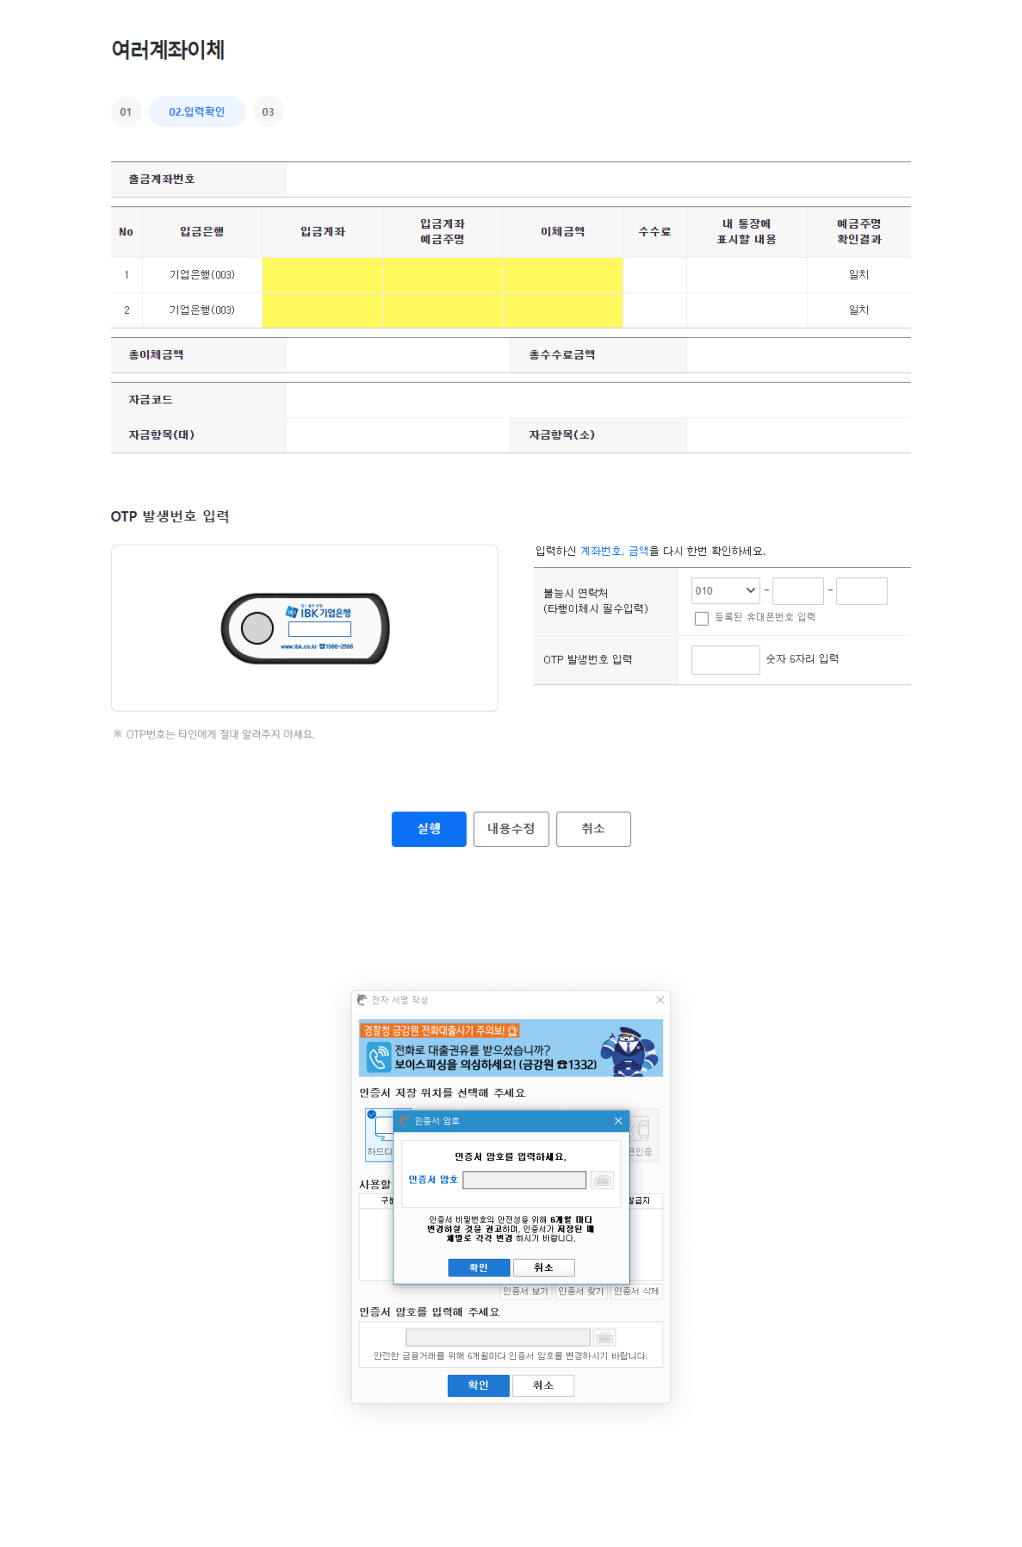 여러계좌이체
01 02.입력확인 03
출금계좌번호
No 입금은행 입금계좌 입금계좌 예금주명 이체금액 수수료 내 통장에 표시할 내용 예금주명 확인결과
1 기업은행(003) 일치
2 기업은행(003) 일치
총이체금액 총수수료금액
자금코드
자금항목(대) 자금항목(소)
OTP 발생번호 입력
입력하신 계좌번호, 금액을 다시 한번 확인하세요.
IBK기업은행
www.ibk.co.kr ☎1566-2566
불능시 연락처
(타행이체시 필수입력)
010 - -
등록된 휴대폰번호 입력
OTP 발생번호 입력 숫자 6자리 입력
※ OTP번호는 타인에게 절대 알려주지 마세요.
실행 내용수정 취소
전자 서명 작성
경찰청 금감원 전화대출사기 주의보!
전화로 대출권유를 받으셨습니까?
보이스피싱을 의심하세요! (금감원 ☎1332)
인증서 저장 위치를 선택해 주세요
인증서 암호
인증서 암호를 입력하세요.
하드디
인증서 암호
사용할
구분
발급자
인증서 비밀번호의 안전성을 위해 6개월 마다
변경하실 것을 권고하며, 인증서가 저장된 매
체별로 각각 변경 하시기 바랍니다.
확인 취소
인증서 보기 인증서 찾기 인증서 삭제
인증서 암호를 입력해 주세요
안전한 금융거래를 위해 6개월마다 인증서 암호를 변경하시기 바랍니다.
확인 취소